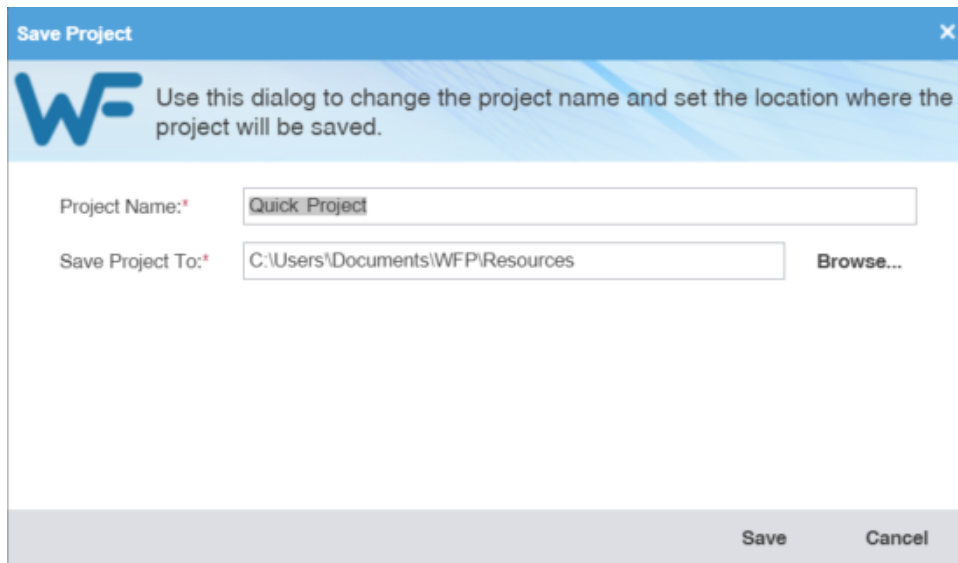 Save Project
WF
Use this dialog to change the project name and set the location where the
project will be saved.
Project Name:* Quick Project
Save Project To:* C:\Users\Documents\WFP\Resources Browse...
Save Cancel